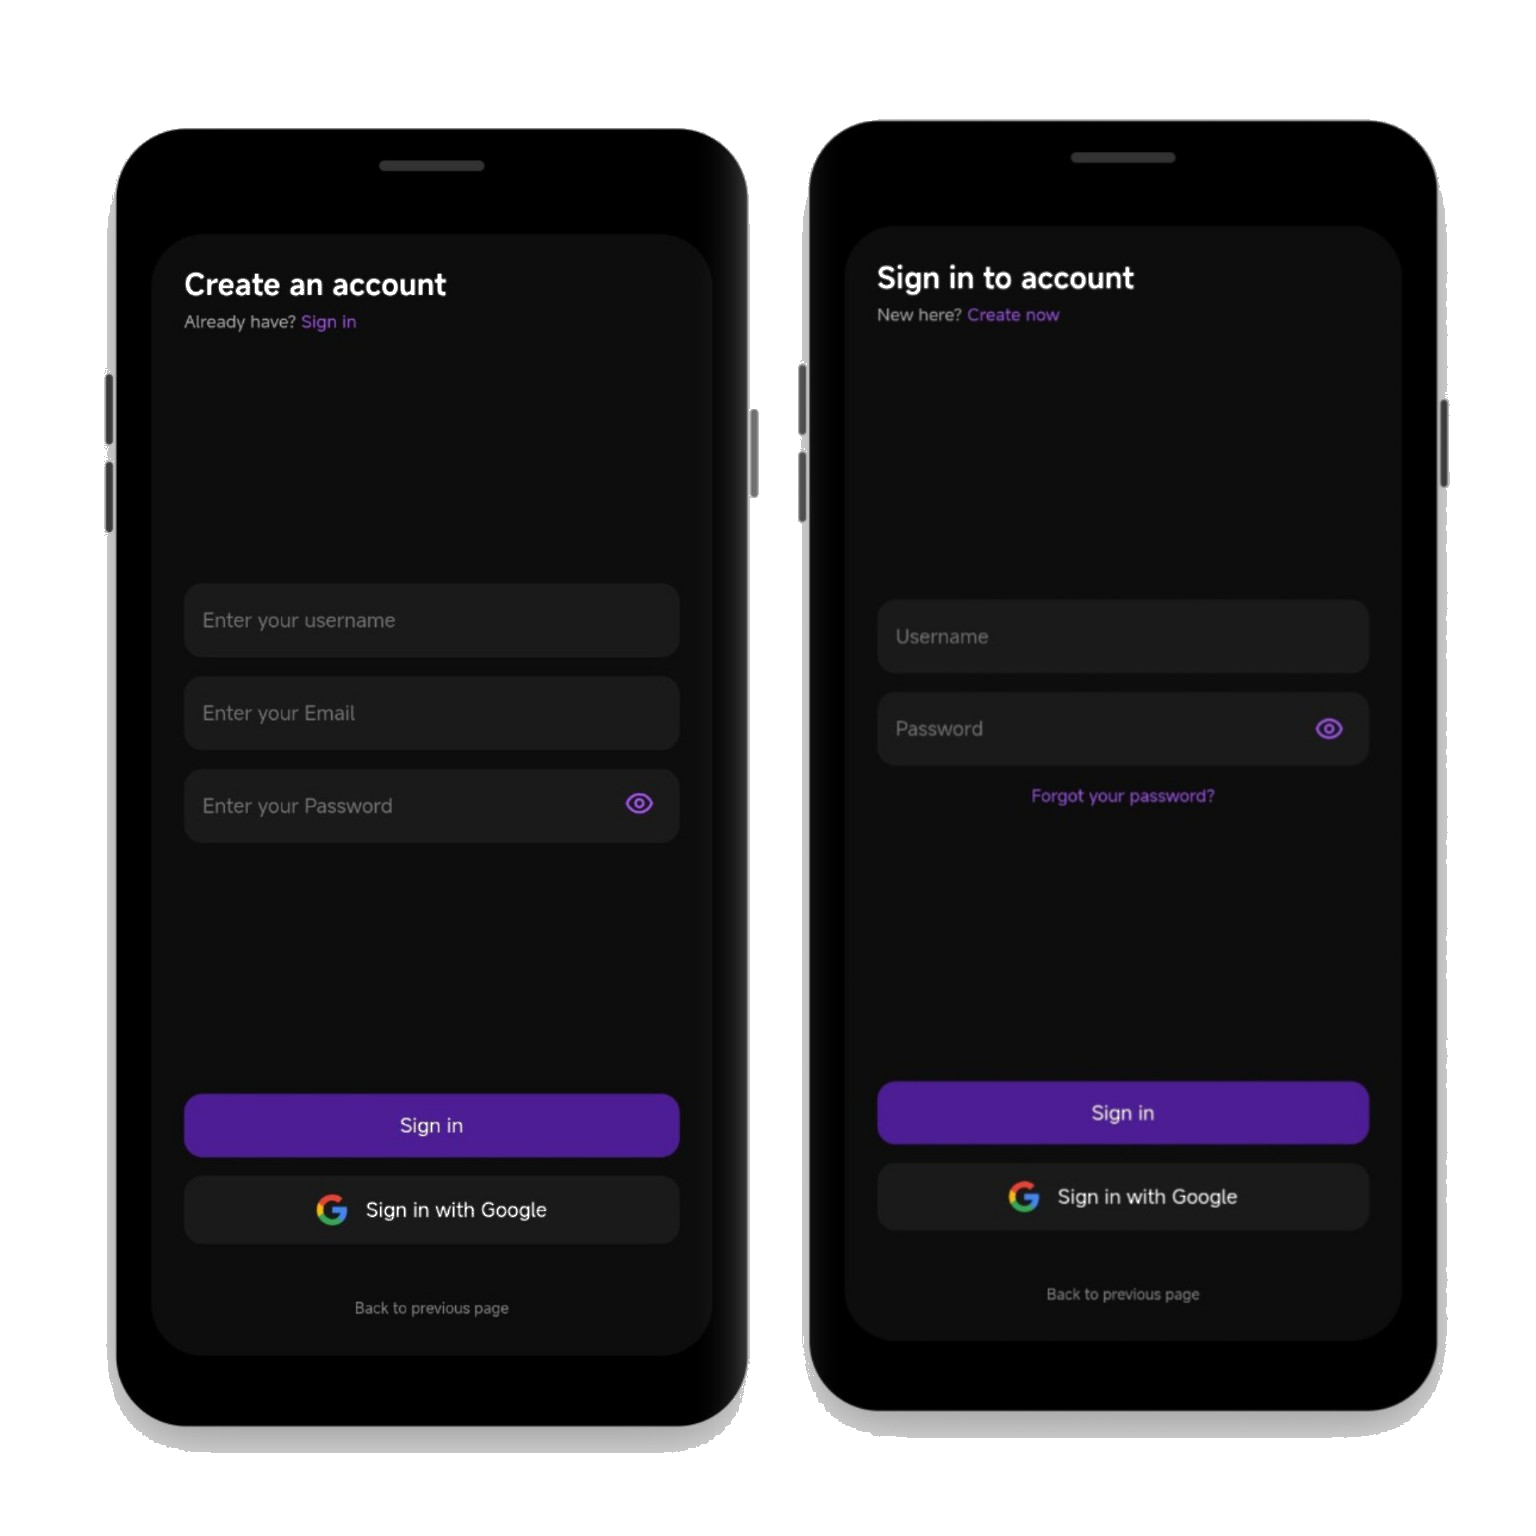 Create an account
Already have? Sign in
Enter your username
Enter your Email
Enter your Password
Sign in
Sign in with Google
Back to previous page
Sign in to account
New here? Create now
Username
Password
Forgot your password?
Sign in
Sign in with Google
Back to previous page